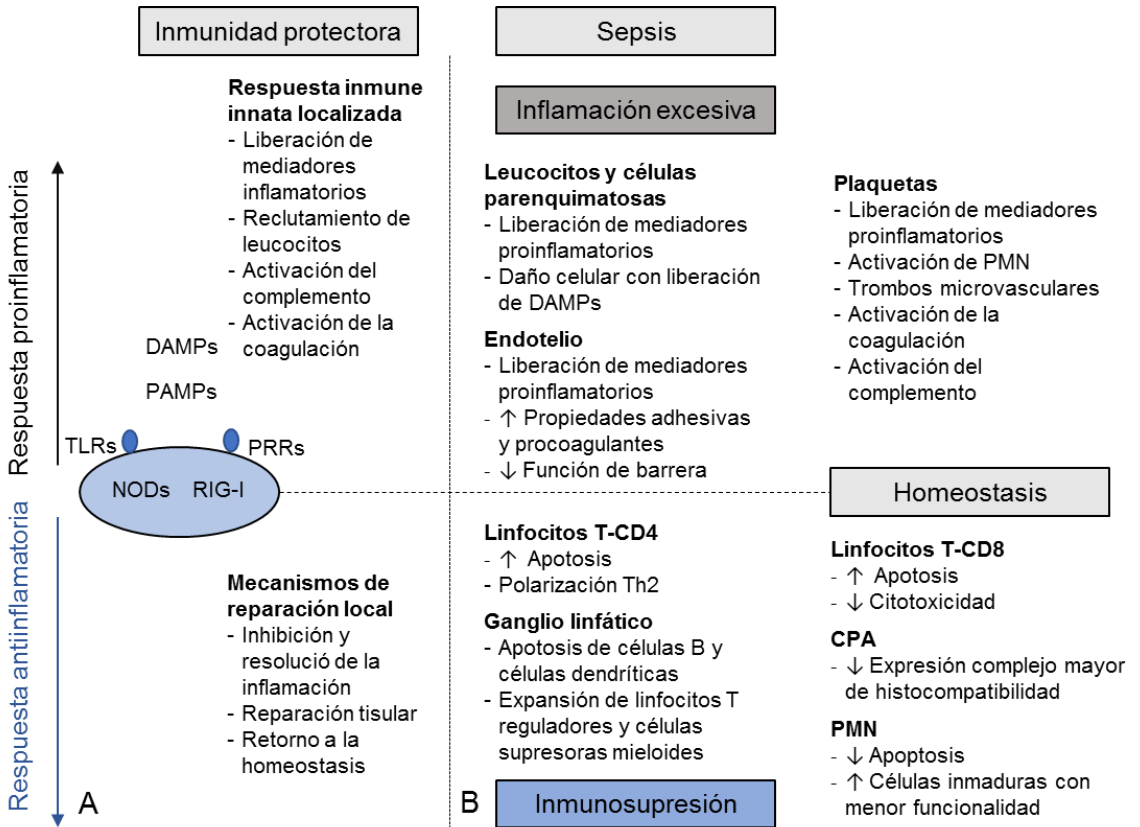 Inmunidad protectora
Respuesta inmune
innata localizada
- Liberación de
mediadores
inflamatorios
- Reclutamiento de
leucocitos
- Activación del
complemento
- Activación de la
coagulación
Respuesta proinflamatoria
DAMPs
PAMPs
TLRs
PRRs
NODs RIG-I
Respuesta antiinflamatoria
Mecanismos de
reparación local
- Inhibición y
resolució de la
inflamación
- Reparación tisular
- Retorno a la
homeostasis
A
Sepsis
Inflamación excesiva
Leucocitos y células
parenquimatosas
- Liberación de mediadores
proinflamatorios
- Daño celular con liberación
de DAMPs
Endotelio
- Liberación de mediadores
proinflamatorios
- ↑ Propiedades adhesivas
y procoagulantes
- ↓ Función de barrera
Plaquetas
- Liberación de mediadores
proinflamatorios
- Activación de PMN
- Trombos microvasculares
- Activación de la
coagulación
- Activación del
complemento
Homeostasis
Linfocitos T-CD4
- ↑ Apotosis
- Polarización Th2
Ganglio linfático
- Apotosis de células B y
células dendríticas
- Expansión de linfocitos T
reguladores y células
supresoras mieloides
Linfocitos T-CD8
- ↑ Apotosis
- ↓ Citotoxicidad
CPA
- ↓ Expresión complejo mayor
de histocompatibilidad
PMN
- ↓ Apoptosis
- ↑ Células inmaduras con
menor funcionalidad
B
Inmunosupresión